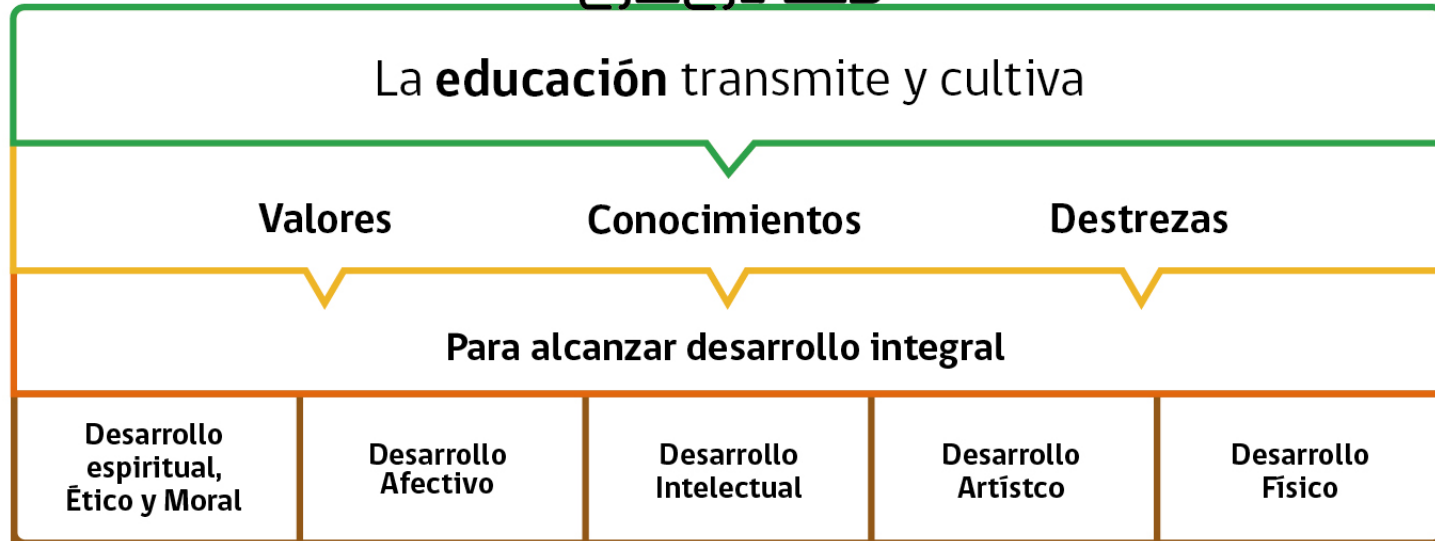 La educación transmite y cultiva
Valores
Conocimientos
Destrezas
Para alcanzar desarrollo integral
Desarrollo
espiritual,
Ético y Moral
Desarrollo
Afectivo
Desarrollo
Intelectual
Desarrollo
Artístco
Desarrollo
Físico